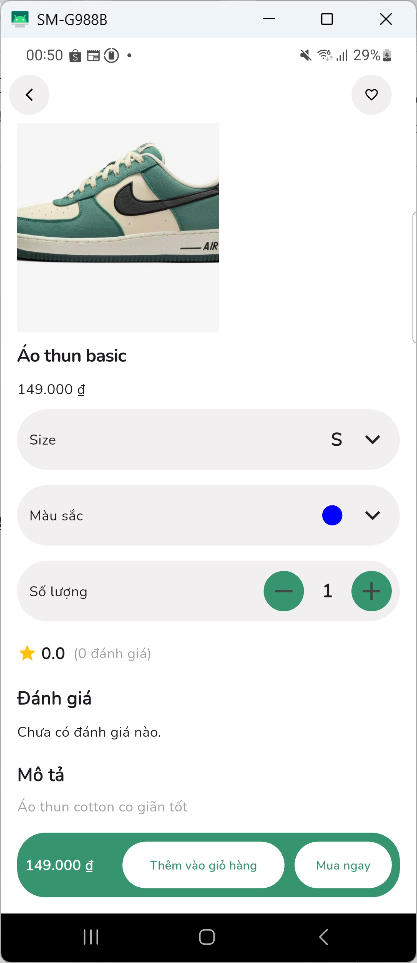 SM-G988B
00:50
29%
Áo thun basic
149.000 ₫
Size S
Màu sắc
Số lượng 1
0.0 (0 đánh giá)
Đánh giá
Chưa có đánh giá nào.
Mô tả
Áo thun cotton co giãn tốt
149.000 ₫ Thêm vào giỏ hàng Mua ngay
AIR